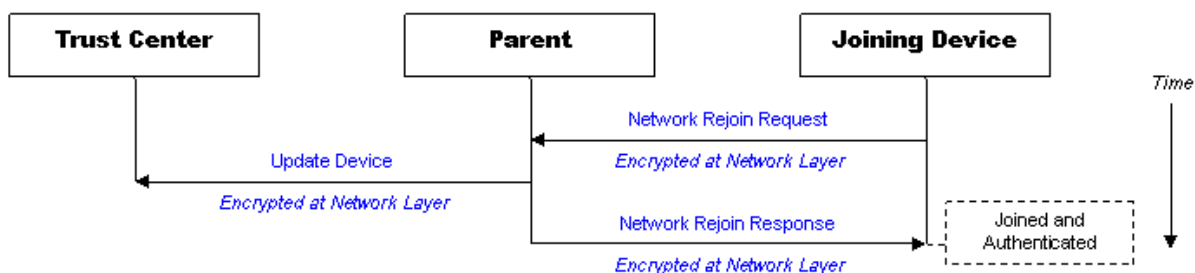 Trust Center
Parent
Joining Device
Time
Network Rejoin Request
Encrypted at Network Layer
Update Device
Encrypted at Network Layer
Network Rejoin Response
Encrypted at Network Layer
Joined and
Authenticated